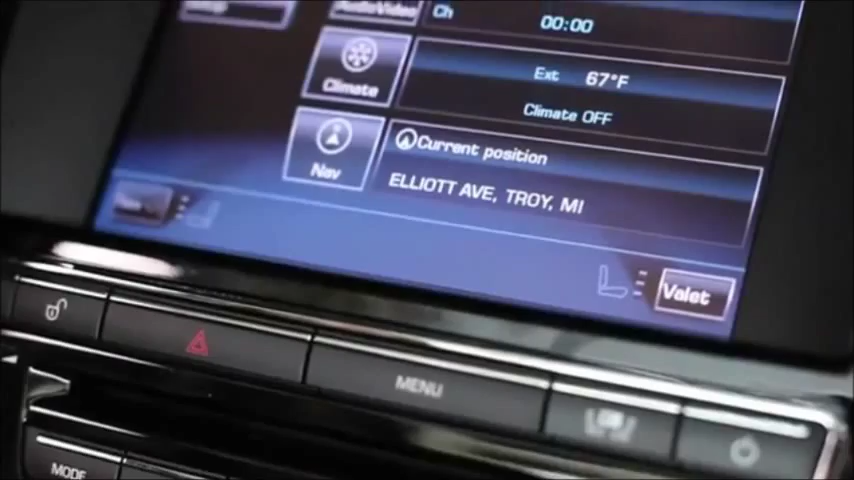 Audio/Video
Ch
00:00
Ext 67°F
Climate
Climate OFF
Current position
Nav
ELLIOTT AVE, TROY, MI
Valet
MENU
MODE